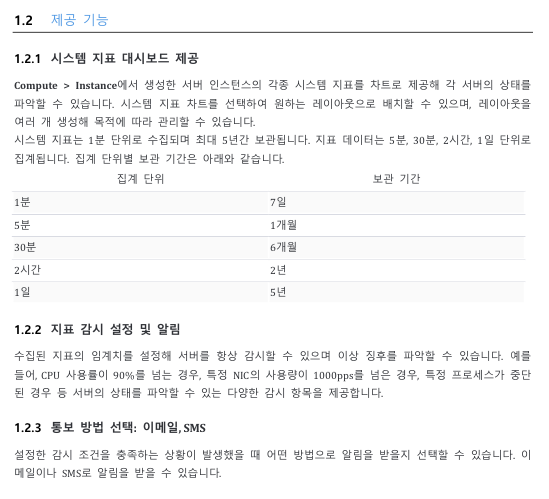 1.2 제공 기능
1.2.1 시스템 지표 대시보드 제공
Compute > Instance에서 생성한 서버 인스턴스의 각종 시스템 지표를 차트로 제공해 각 서버의 상태를
파악할 수 있습니다. 시스템 지표 차트를 선택하여 원하는 레이아웃으로 배치할 수 있으며, 레이아웃을
여러 개 생성해 목적에 따라 관리할 수 있습니다.
시스템 지표는 1분 단위로 수집되며 최대 5년간 보관됩니다. 지표 데이터는 5분, 30분, 2시간, 1일 단위로
집계됩니다. 집계 단위별 보관 기간은 아래와 같습니다.
집계 단위 보관 기간
1분 7일
5분 1개월
30분 6개월
2시간 2년
1일 5년
1.2.2 지표 감시 설정 및 알림
수집된 지표의 임계치를 설정해 서버를 항상 감시할 수 있으며 이상 징후를 파악할 수 있습니다. 예를
들어, CPU 사용률이 90%를 넘는 경우, 특정 NIC의 사용량이 1000pps를 넘은 경우, 특정 프로세스가 중단
된 경우 등 서버의 상태를 파악할 수 있는 다양한 감시 항목을 제공합니다.
1.2.3 통보 방법 선택: 이메일, SMS
설정한 감시 조건을 충족하는 상황이 발생했을 때 어떤 방법으로 알림을 받을지 선택할 수 있습니다. 이
메일이나 SMS로 알림을 받을 수 있습니다.